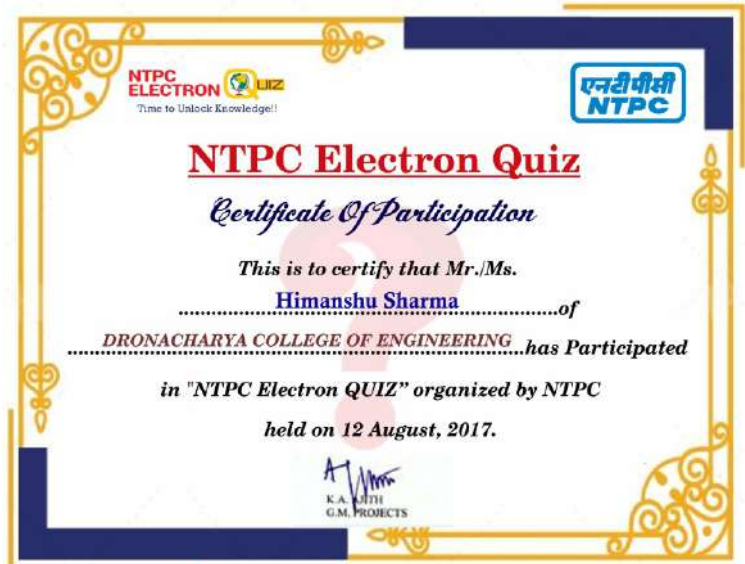 NTPC
ELECTRON QUIZ
Time to Unlock Knowledge!!
एनटीपीसी
NTPC
NTPC Electron Quiz
Certificate Of Participation
This is to certify that Mr./Ms.
Himanshu Sharma of
DRONACHARYA COLLEGE OF ENGINEERING has Participated
in "NTPC Electron QUIZ” organized by NTPC
held on 12 August, 2017.
K.A.
G.M. PROJECTS